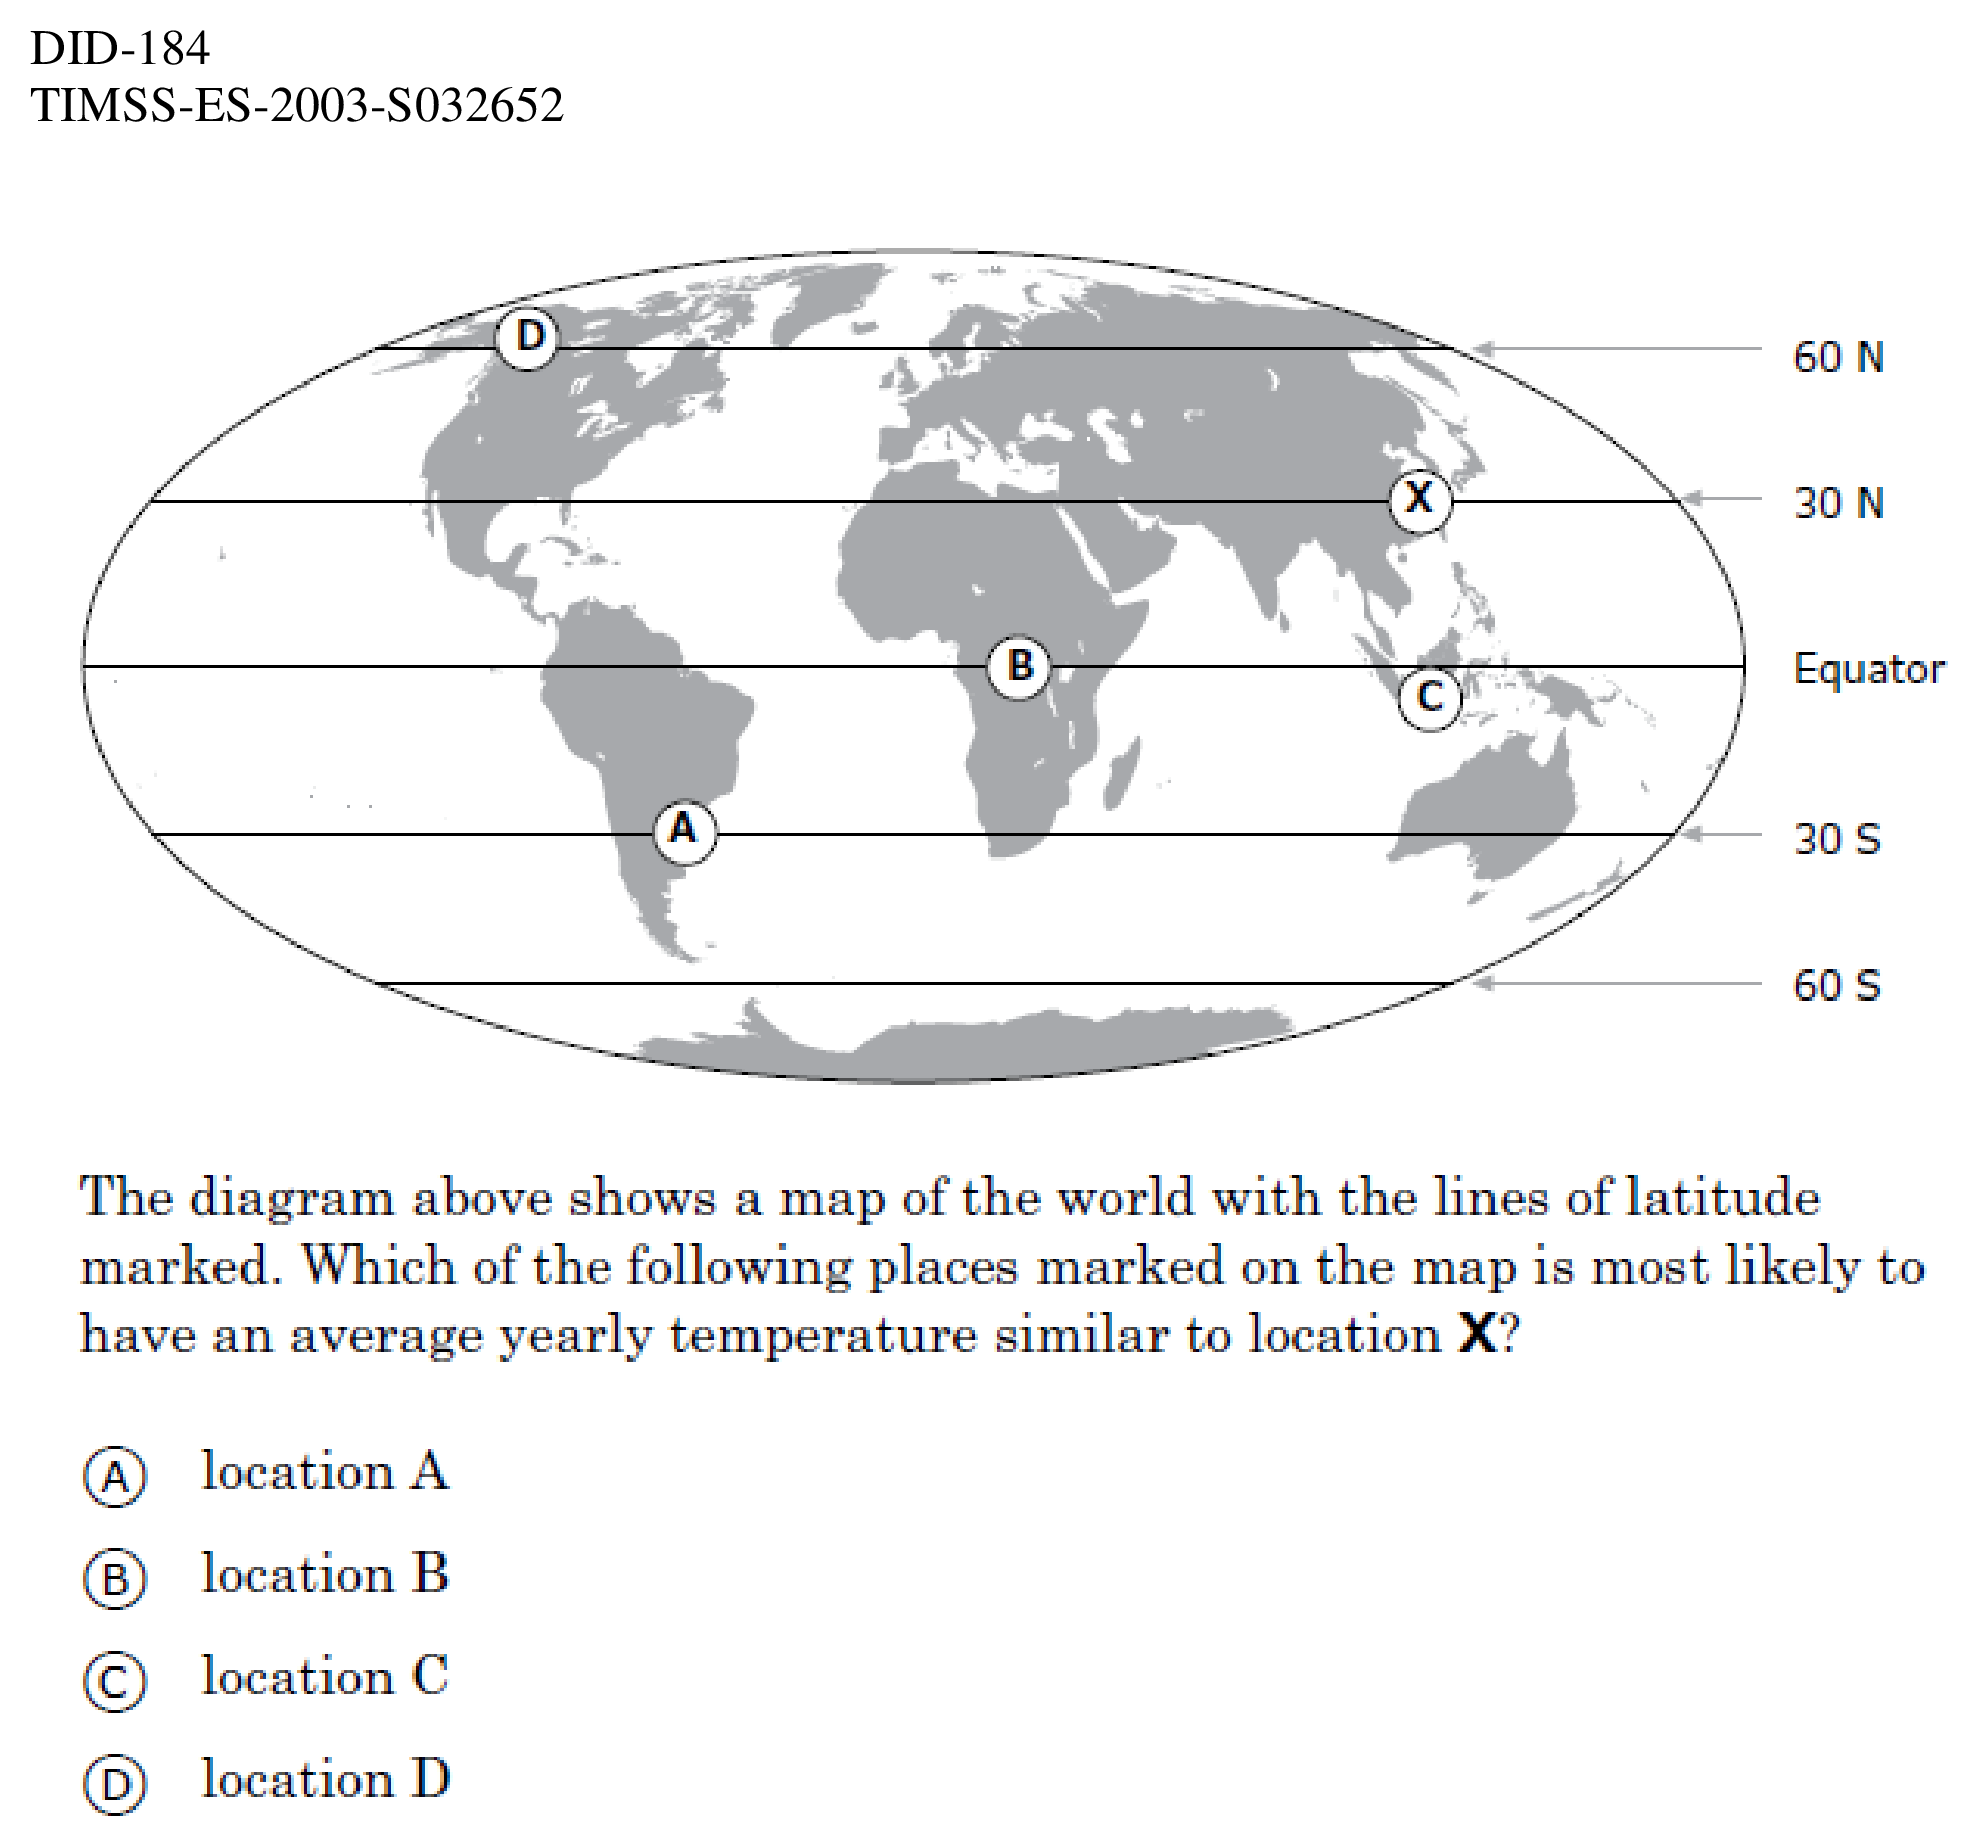 DID-184
TIMSS-ES-2003-S032652
D
60 N
X
30 N
B
Equator
C
A
30 S
60 S
The diagram above shows a map of the world with the lines of latitude
marked. Which of the following places marked on the map is most likely to
have an average yearly temperature similar to location X?
A location A
B location B
C location C
D location D